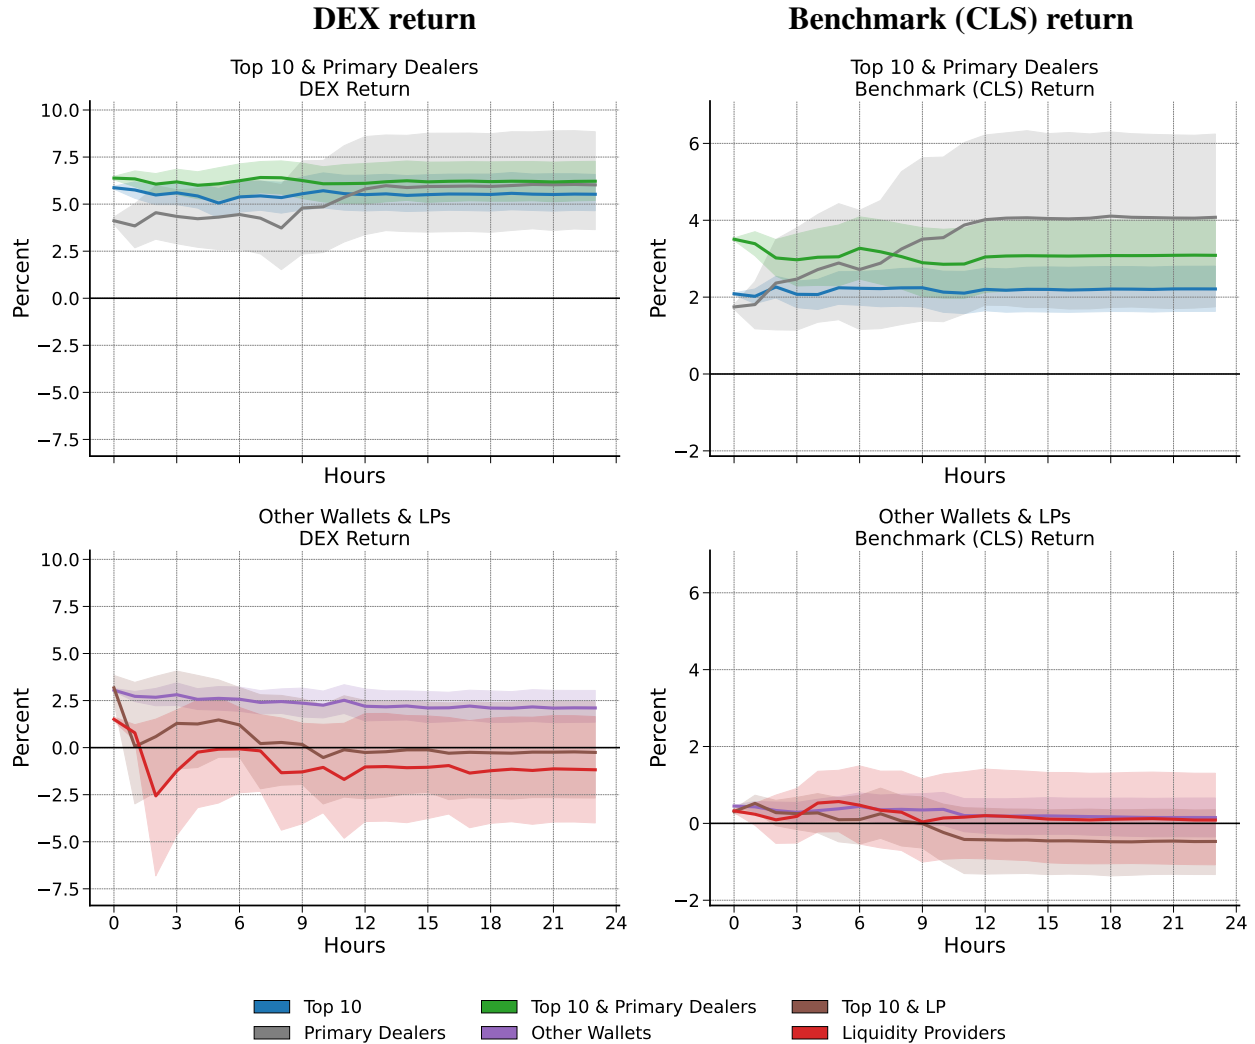 DEX return
Benchmark (CLS) return
Top 10 & Primary Dealers
DEX Return
10.0
7.5
5.0
2.5
0.0
−2.5
−5.0
−7.5
Percent
Hours
Top 10 & Primary Dealers
Benchmark (CLS) Return
6
4
2
0
−2
Percent
Hours
Other Wallets & LPs
DEX Return
10.0
7.5
5.0
2.5
0.0
−2.5
−5.0
−7.5
Percent
0 3 6 9 12 15 18 21 24
Hours
Other Wallets & LPs
Benchmark (CLS) Return
6
4
2
0
−2
Percent
0 3 6 9 12 15 18 21 24
Hours
Top 10
Top 10 & Primary Dealers
Top 10 & LP
Primary Dealers
Other Wallets
Liquidity Providers